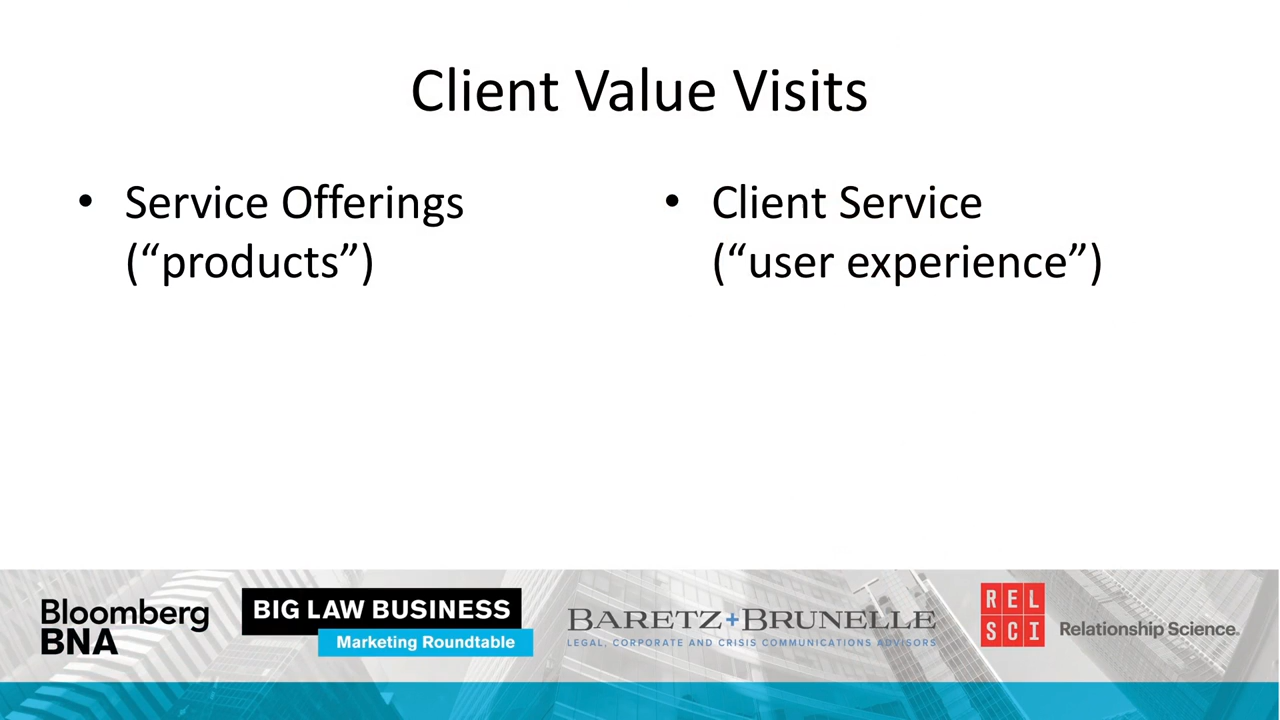 Client Value Visits
• Service Offerings
(“products”)
• Client Service
(“user experience”)
Bloomberg
BNA
BIG LAW BUSINESS
Marketing Roundtable
BARETZ+BRUNELLE
LEGAL, CORPORATE AND CRISIS COMMUNICATIONS ADVISORS
REL
SCI
Relationship Science.